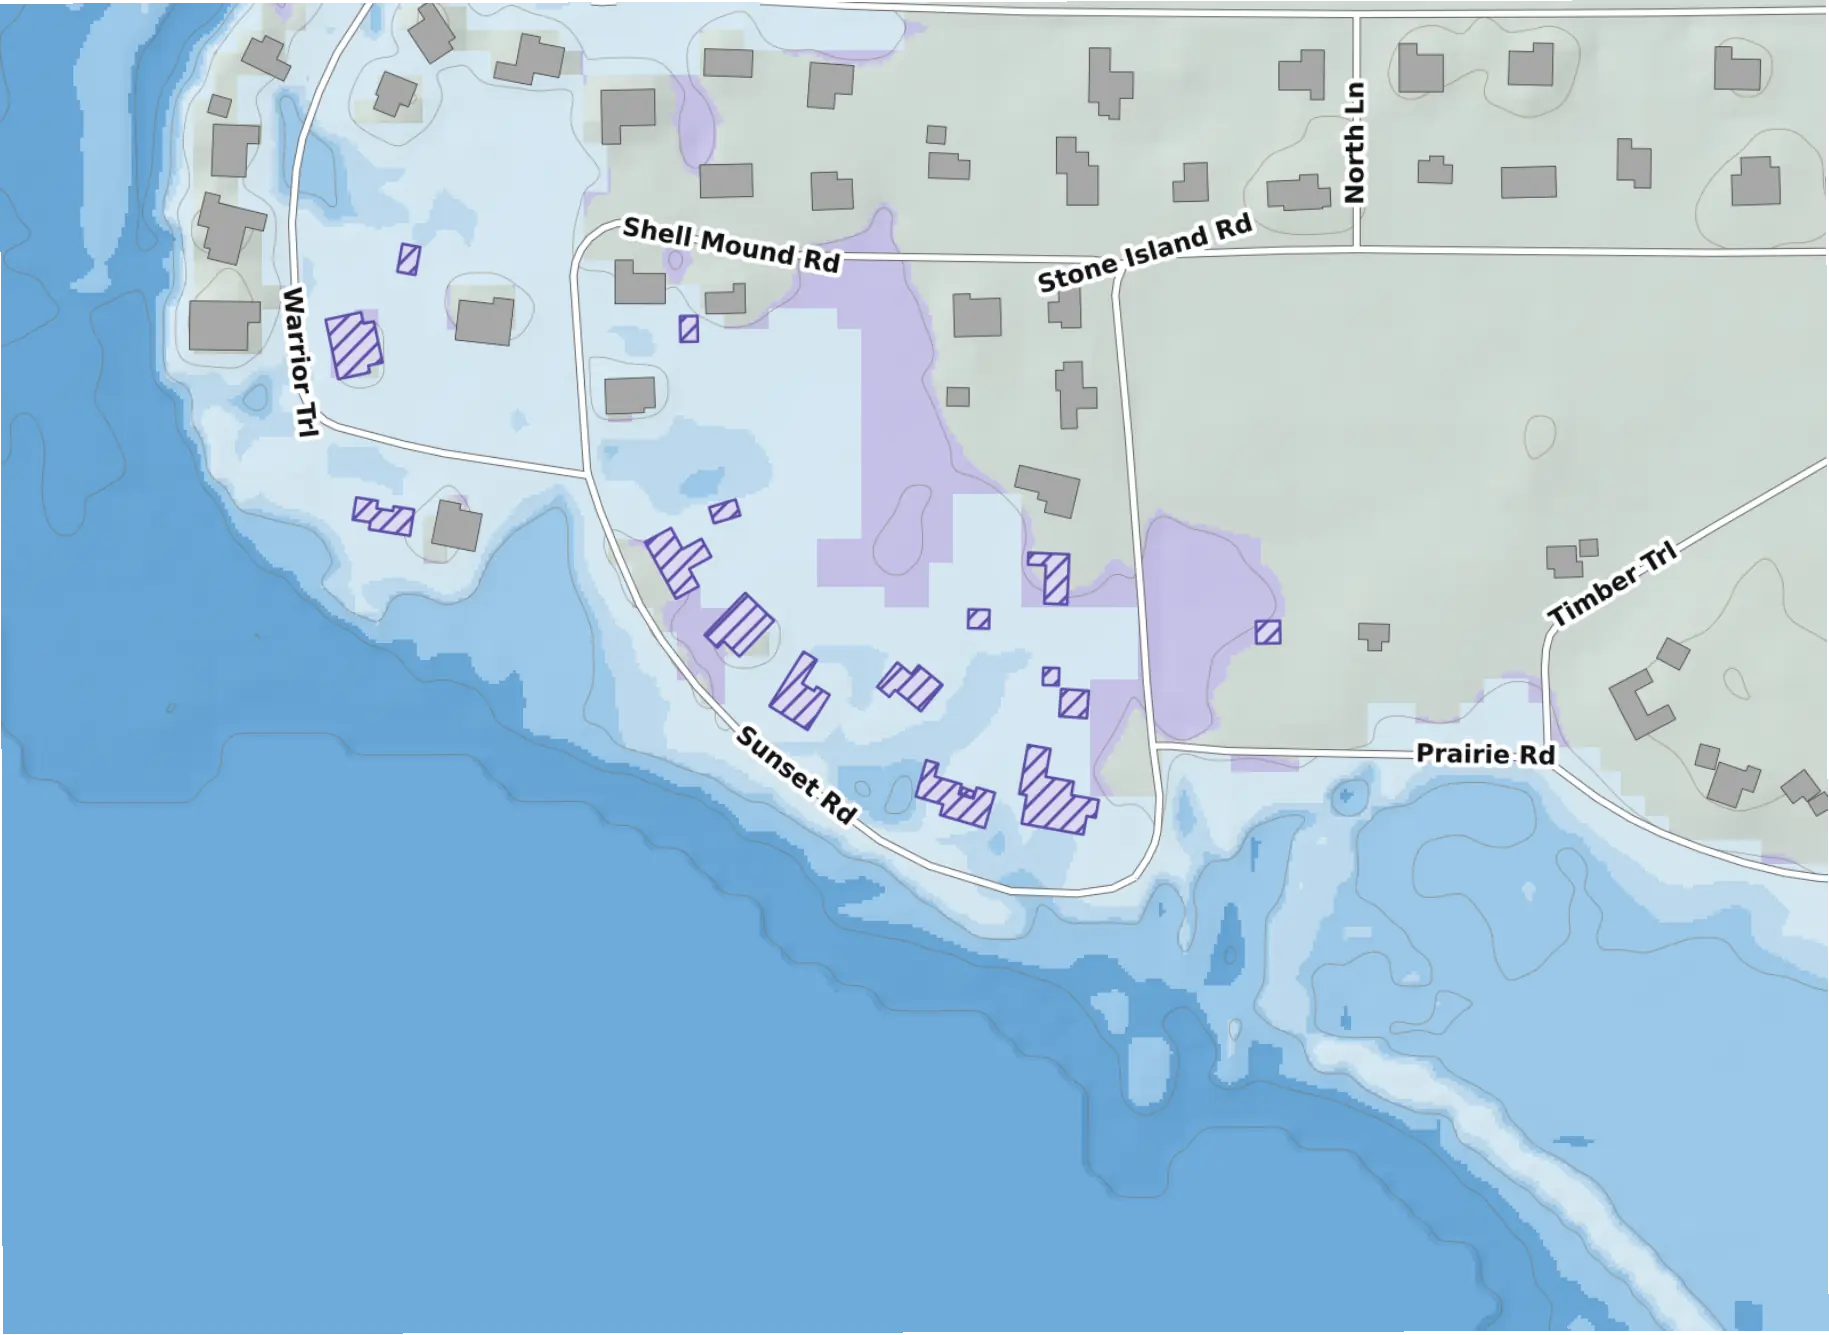 North Ln
Shell Mound Rd
Stone Island Rd
Warrior Trl
Timber Trl
Sunset Rd
Prairie Rd